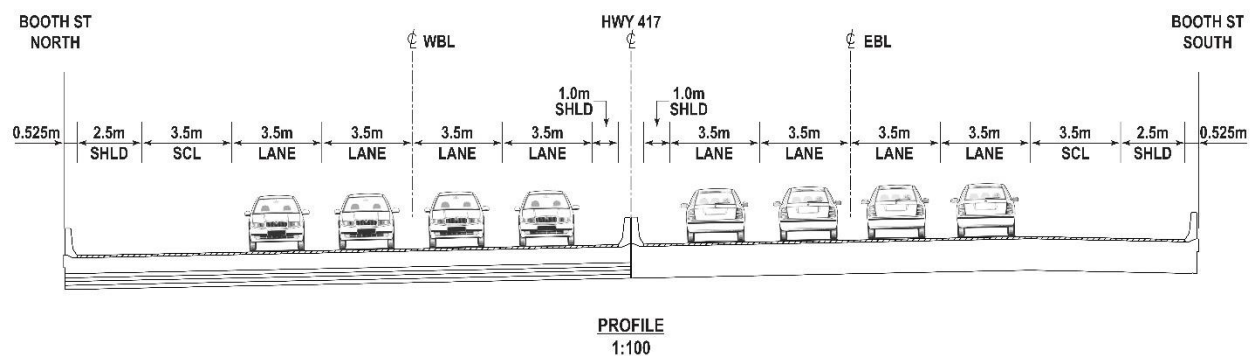 BOOTH ST
NORTH
HWY 417
BOOTH ST
SOUTH
℄ WBL
℄
℄ EBL
1.0m
SHLD
1.0m
SHLD
0.525m
2.5m
SHLD
3.5m
SCL
3.5m
LANE
3.5m
LANE
3.5m
LANE
3.5m
LANE
3.5m
LANE
3.5m
LANE
3.5m
LANE
3.5m
LANE
3.5m
SCL
2.5m
SHLD
0.525m
PROFILE
1:100